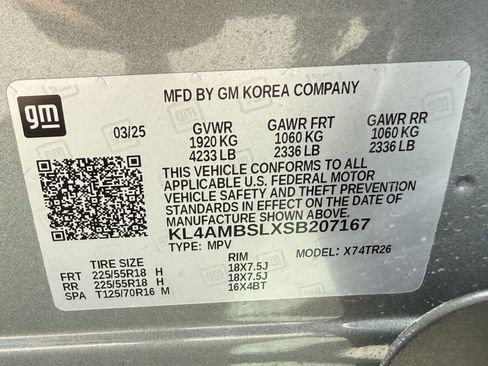 MFD BY GM KOREA COMPANY
gm
03/25 GVWR GAWR FRT GAWR RR
1920 KG 1060 KG 1060 KG
4233 LB 2336 LB 2336 LB
THIS VEHICLE CONFORMS TO ALL
APPLICABLE U.S. FEDERAL MOTOR
VEHICLE SAFETY AND THEFT PREVENTION
STANDARDS IN EFFECT ON THE DATE OF
MANUFACTURE SHOWN ABOVE.
KL4AMBSLXSB207167
TYPE: MPV MODEL: X74TR26
TIRE SIZE RIM
FRT 225/55R18 H 18X7.5J
RR 225/55R18 H 18X7.5J
SPA T125/70R16 M 16X4BT